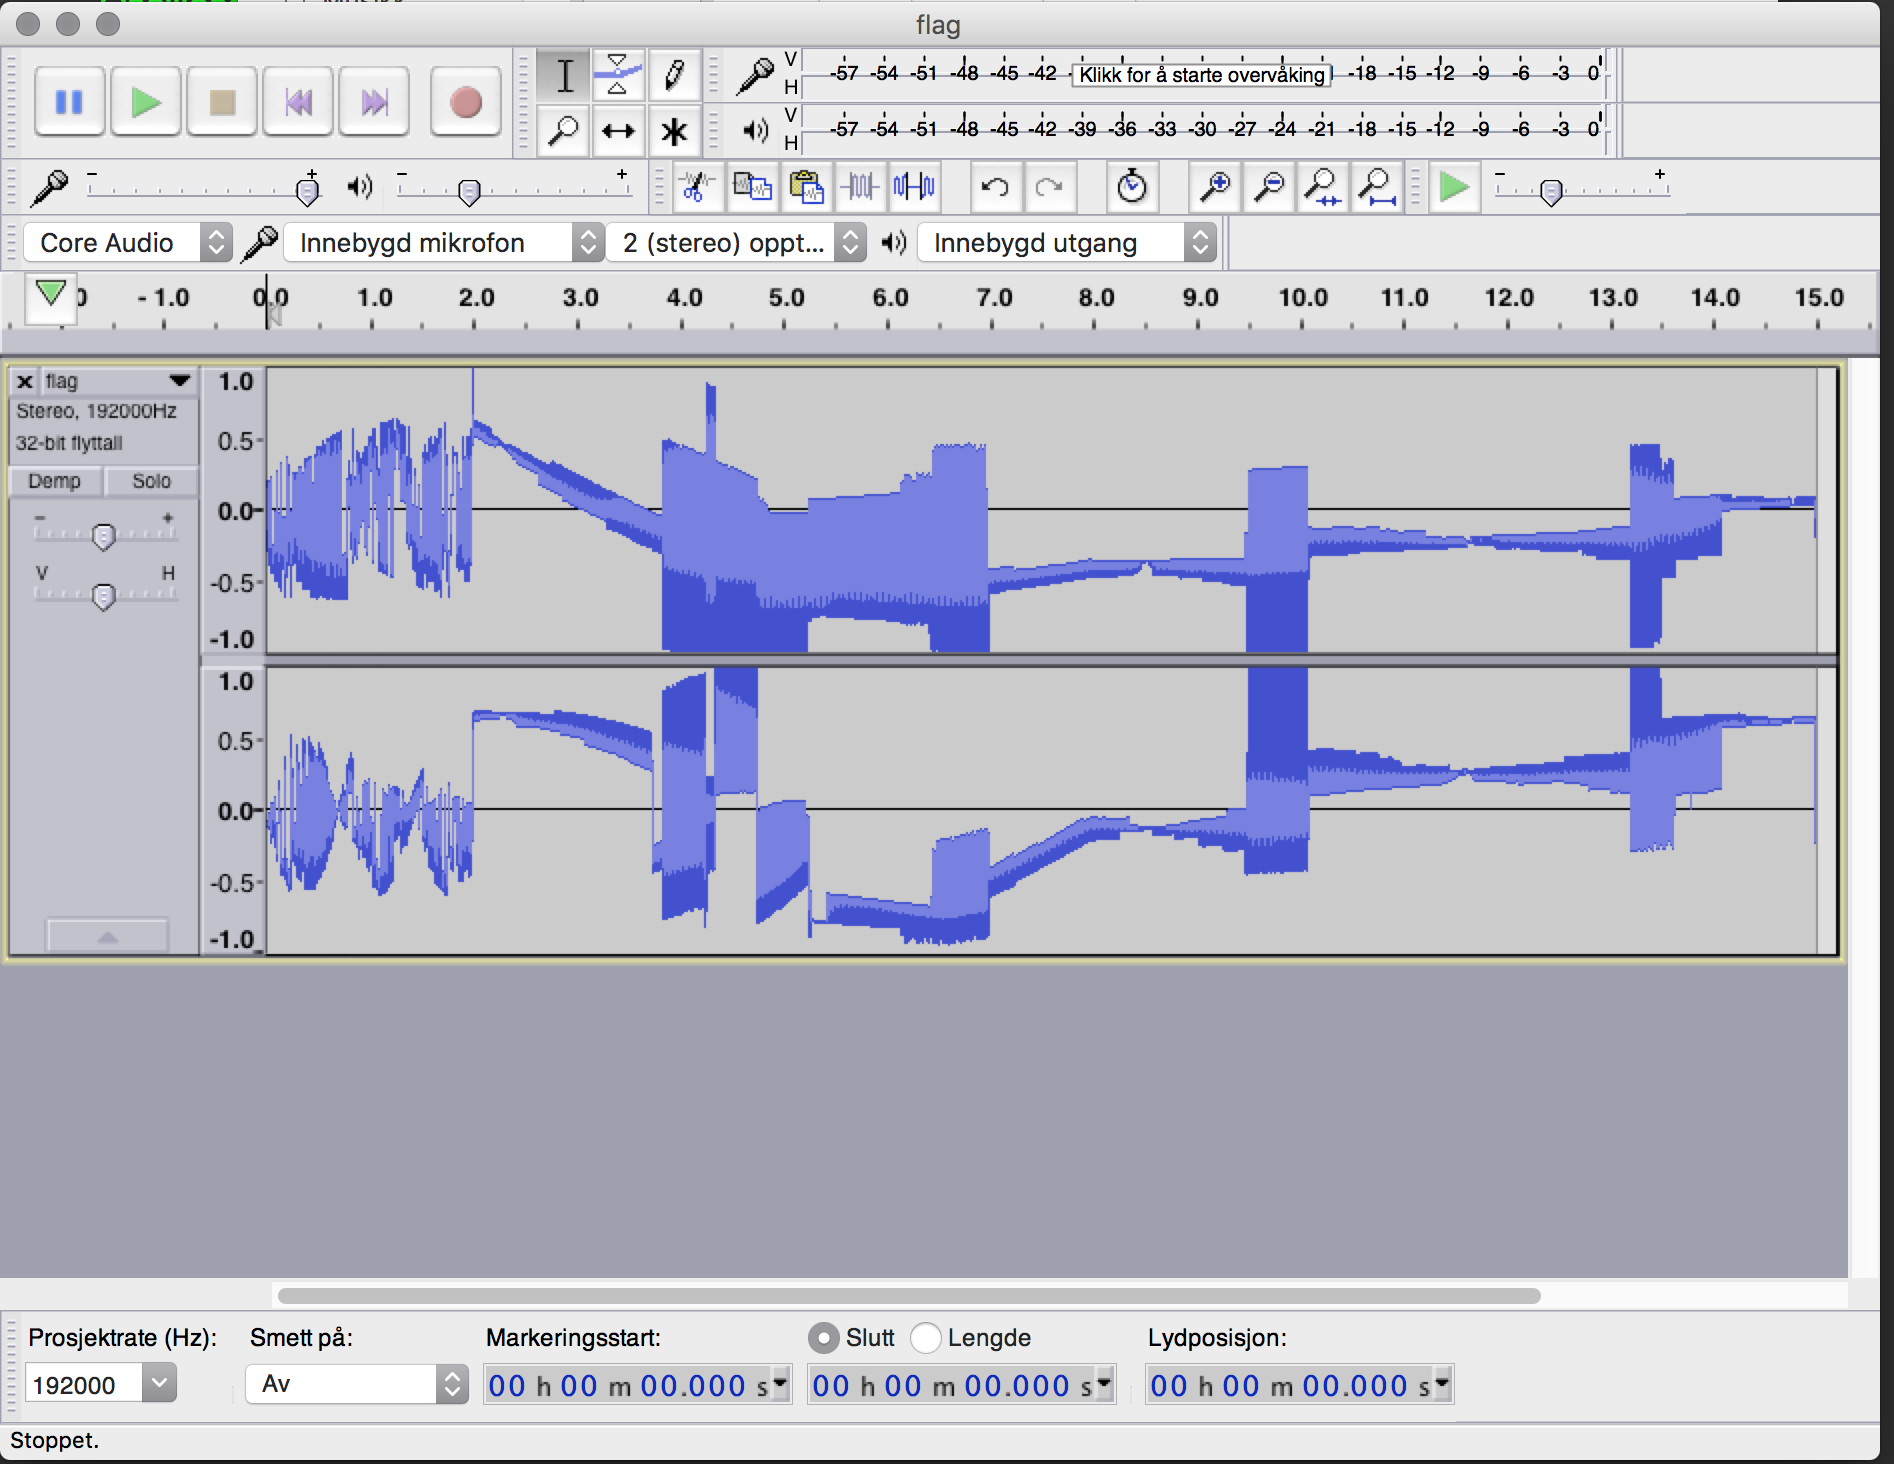 flag
V
-57 -54 -51 -48 -45 -42 - Klikk for å starte overvåking -18 -15 -12 -9 -6 -3 0
H
V
-57 -54 -51 -48 -45 -42 -39 -36 -33 -30 -27 -24 -21 -18 -15 -12 -9 -6 -3 0
H
- + - + - +
Core Audio Innebygd mikrofon 2 (stereo) oppt... Innebygd utgang
0 - 1.0 0.0 1.0 2.0 3.0 4.0 5.0 6.0 7.0 8.0 9.0 10.0 11.0 12.0 13.0 14.0 15.0
x flag 1.0
Stereo, 192000Hz
32-bit flyttall 0.5
Demp Solo
- + 0.0
V H -0.5
-1.0
1.0
0.5
0.0
-0.5
-1.0
Prosjektrate (Hz): Smett på: Markeringsstart: Slutt Lengde Lydposisjon:
192000 Av 00 h 00 m 00.000 s 00 h 00 m 00.000 s 00 h 00 m 00.000 s
Stoppet.